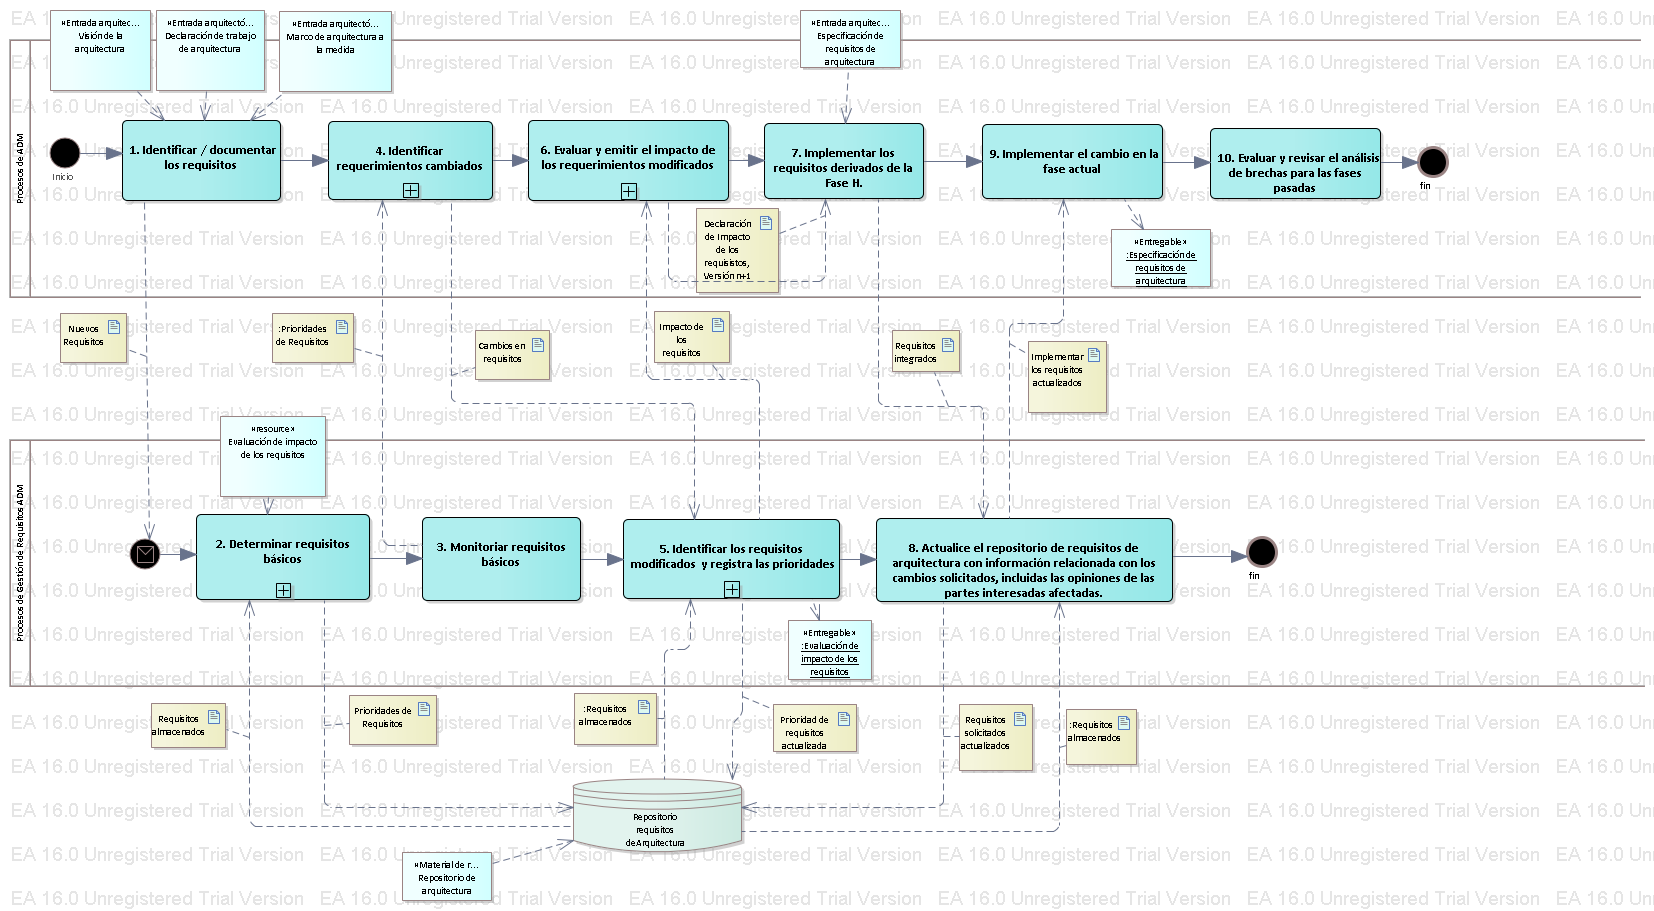 EA 16.0 Unregistered Trial Version
«Entrada arquitec...
Visión de la
arquitectura
«Entrada arquitectó...
Declaración de trabajo
de arquitectura
«Entrada arquitectó...
Marco de arquitectura a
la medida
«Entrada arquitec...
Especificación de
requisitos de
arquitectura
Procesos de ADM
Inicio
1. Identificar / documentar
los requisitos
4. Identificar
requerimientos cambiados
6. Evaluar y emitir el impacto de
los requerimientos modificados
7. Implementar los
requisitos derivados de la
Fase H.
9. Implementar el cambio en la
fase actual
10. Evaluar y revisar el análisis
de brechas para las fases
pasadas
fin
Declaración
de Impacto
de los
requisistos,
Versión n+1
«Entregable»
:Especificación de
requisitos de
arquitectura
Nuevos
Requisitos
:Prioridades
de Requisitos
Cambios en
requisitos
Impacto de
los
requisitos
Requisitos
integrados
Implementar
los requisitos
actualizados
Procesos de Gestión de Requisitos ADM
«resource»
Evaluación de impacto
de los requisitos
2. Determinar requisitos
básicos
3. Monitoriar requisitos
básicos
5. Identificar los requisitos
modificados y registra las prioridades
8. Actualice el repositorio de requisitos de
arquitectura con información relacionada con los
cambios solicitados, incluidas las opiniones de las
partes interesadas afectadas.
fin
«Entregable»
:Evaluación de
impacto de los
requisitos
Requisitos
almacenados
Prioridades de
Requisitos
:Requisitos
almacenados
Prioridad de
requisitos
actualizada
Requisitos
solicitados
actualizados
:Requisitos
almacenados
Repositorio
requisitos
deArquitectura
«Material de r...
Repositorio de
arquitectura